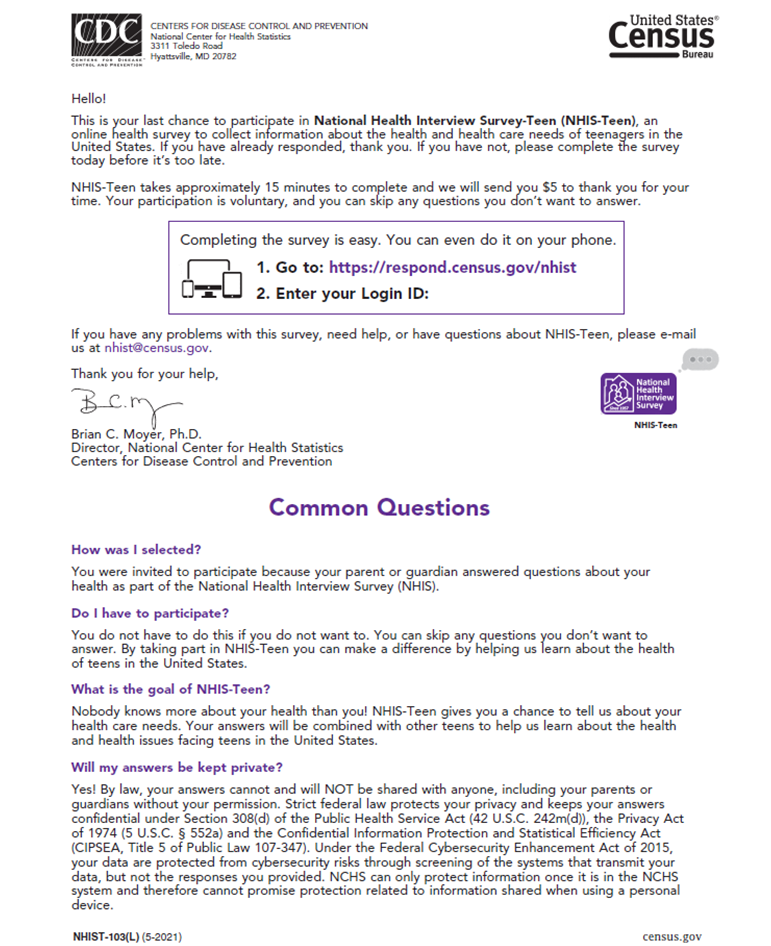 CDC
CENTERS FOR DISEASE
CONTROL AND PREVENTION
CENTERS FOR DISEASE CONTROL AND PREVENTION
National Center for Health Statistics
3311 Toledo Road
Hyattsville, MD 20782
United States®
Census
Bureau
Hello!
This is your last chance to participate in National Health Interview Survey-Teen (NHIS-Teen), an
online health survey to collect information about the health and health care needs of teenagers in the
United States. If you have already responded, thank you. If you have not, please complete the survey
today before it’s too late.
NHIS-Teen takes approximately 15 minutes to complete and we will send you $5 to thank you for your
time. Your participation is voluntary, and you can skip any questions you don’t want to answer.
Completing the survey is easy. You can even do it on your phone.
1. Go to: https://respond.census.gov/nhist
2. Enter your Login ID:
If you have any problems with this survey, need help, or have questions about NHIS-Teen, please e-mail
us at nhist@census.gov.
Thank you for your help,
B.C.M
Brian C. Moyer, Ph.D.
Director, National Center for Health Statistics
Centers for Disease Control and Prevention
National
Health
Interview
Survey
Since 1957
NHIS-Teen
Common Questions
How was I selected?
You were invited to participate because your parent or guardian answered questions about your
health as part of the National Health Interview Survey (NHIS).
Do I have to participate?
You do not have to do this if you do not want to. You can skip any questions you don’t want to
answer. By taking part in NHIS-Teen you can make a difference by helping us learn about the health
of teens in the United States.
What is the goal of NHIS-Teen?
Nobody knows more about your health than you! NHIS-Teen gives you a chance to tell us about your
health care needs. Your answers will be combined with other teens to help us learn about the health
and health issues facing teens in the United States.
Will my answers be kept private?
Yes! By law, your answers cannot and will NOT be shared with anyone, including your parents or
guardians without your permission. Strict federal law protects your privacy and keeps your answers
confidential under Section 308(d) of the Public Health Service Act (42 U.S.C. 242m(d)), the Privacy Act
of 1974 (5 U.S.C. § 552a) and the Confidential Information Protection and Statistical Efficiency Act
(CIPSEA, Title 5 of Public Law 107-347). Under the Federal Cybersecurity Enhancement Act of 2015,
your data are protected from cybersecurity risks through screening of the systems that transmit your
data, but not the responses you provided. NCHS can only protect information once it is in the NCHS
system and therefore cannot promise protection related to information shared when using a personal
device.
NHIST-103(L) (5-2021)
census.gov